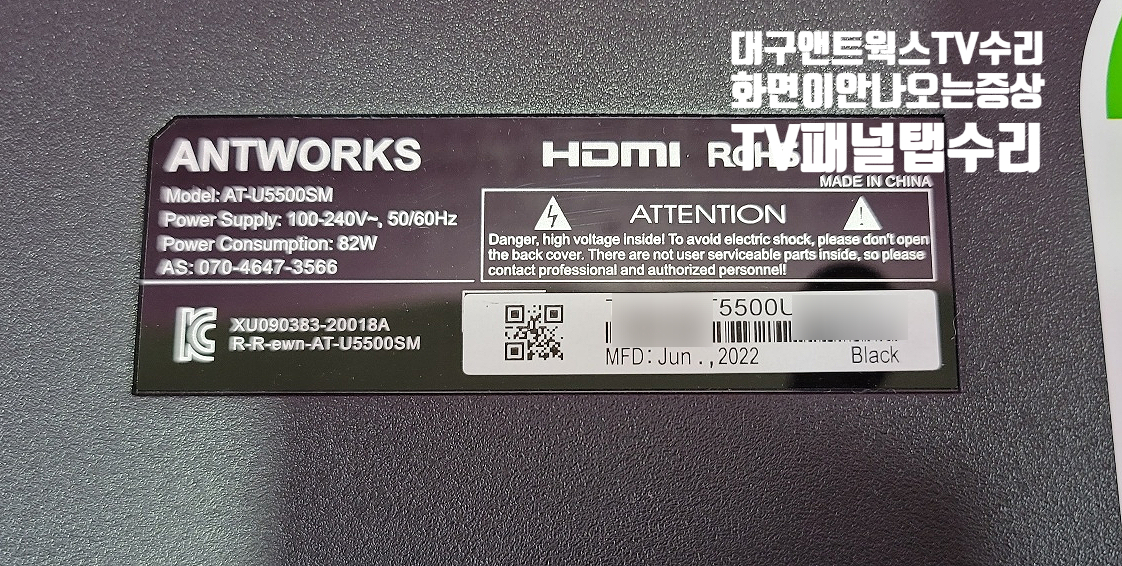 대구앤트웍스TV수리
화면이안나오는증상
TV패널탭수리
ANTWORKS
HDMI
MADE IN CHINA
Model: AT-U5500SM
Power Supply: 100-240V~, 50/60Hz
Power Consumption: 82W
AS: 070-4647-3566
ATTENTION
Danger, high voltage inside! To avoid electric shock, please don't open
the back cover. There are not user serviceable parts inside, so please
contact professional and authorized personnel!
XU090383-20018A
R-R-ewn-AT-U5500SM
5500U
MFD: Jun . ,2022
Black